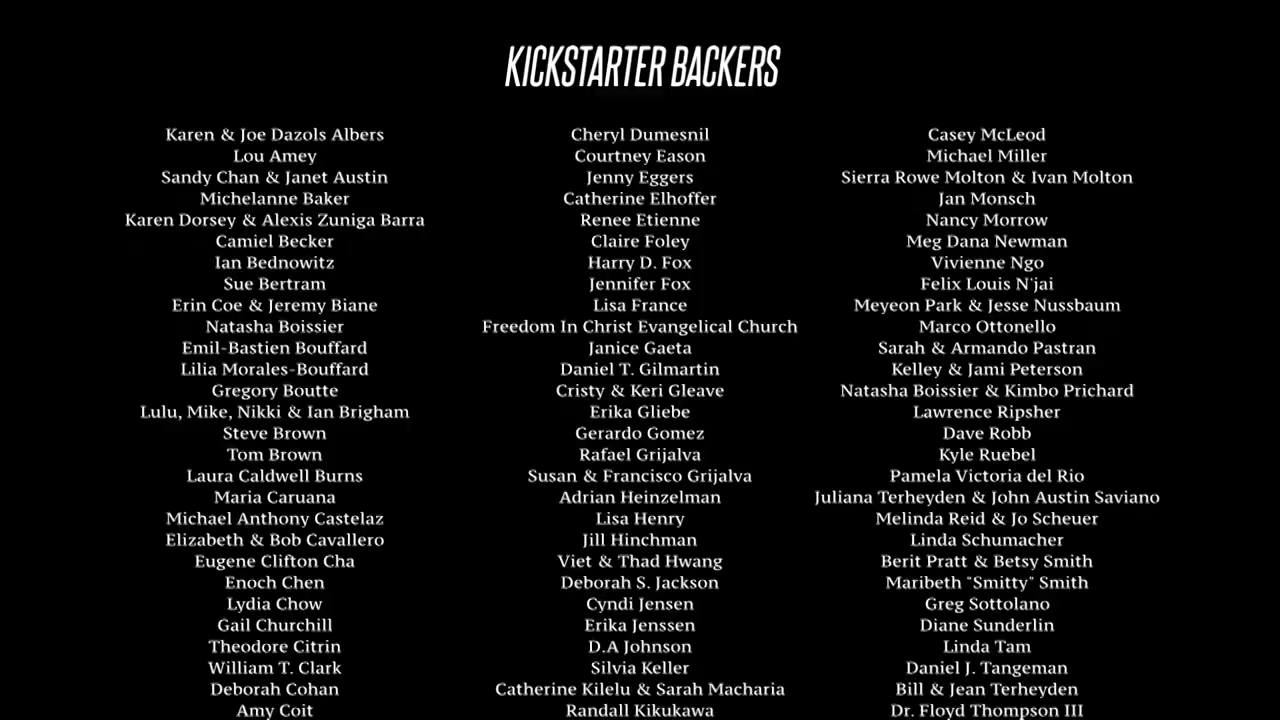 KICKSTARTER BACKERS
Karen & Joe Dazols Albers
Lou Amey
Sandy Chan & Janet Austin
Michelanne Baker
Karen Dorsey & Alexis Zuniga Barra
Camiel Becker
Ian Bednowitz
Sue Bertram
Erin Coe & Jeremy Biane
Natasha Boissier
Emil-Bastien Bouffard
Lilia Morales-Bouffard
Gregory Boutte
Lulu, Mike, Nikki & Ian Brigham
Steve Brown
Tom Brown
Laura Caldwell Burns
Maria Caruana
Michael Anthony Castelaz
Elizabeth & Bob Cavallero
Eugene Clifton Cha
Enoch Chen
Lydia Chow
Gail Churchill
Theodore Citrin
William T. Clark
Deborah Cohan
Amy Coit
Cheryl Dumesnil
Courtney Eason
Jenny Eggers
Catherine Elhoffer
Renee Etienne
Claire Foley
Harry D. Fox
Jennifer Fox
Lisa France
Freedom In Christ Evangelical Church
Janice Gaeta
Daniel T. Gilmartin
Cristy & Keri Gleave
Erika Gliebe
Gerardo Gomez
Rafael Grijalva
Susan & Francisco Grijalva
Adrian Heinzelman
Lisa Henry
Jill Hinchman
Viet & Thad Hwang
Deborah S. Jackson
Cyndi Jensen
Erika Jenssen
D.A Johnson
Silvia Keller
Catherine Kilelu & Sarah Macharia
Randall Kikukawa
Casey McLeod
Michael Miller
Sierra Rowe Molton & Ivan Molton
Jan Monsch
Nancy Morrow
Meg Dana Newman
Vivienne Ngo
Felix Louis N'jai
Meyeon Park & Jesse Nussbaum
Marco Ottonello
Sarah & Armando Pastran
Kelley & Jami Peterson
Natasha Boissier & Kimbo Prichard
Lawrence Ripsher
Dave Robb
Kyle Ruebel
Pamela Victoria del Rio
Juliana Terheyden & John Austin Saviano
Melinda Reid & Jo Scheuer
Linda Schumacher
Berit Pratt & Betsy Smith
Maribeth "Smitty" Smith
Greg Sottolano
Diane Sunderlin
Linda Tam
Daniel J. Tangeman
Bill & Jean Terheyden
Dr. Floyd Thompson III